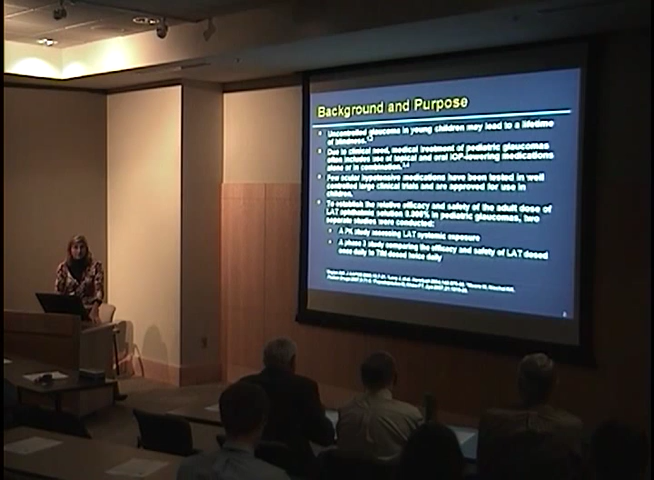 Background and Purpose
Uncontrolled glaucoma in young children may lead to a lifetime
of blindness.
Due to clinical need, medical treatment of pediatric glaucomas
often includes use of topical and oral IOP-lowering medications
alone or in combination.
Few ocular hypotensive medications have been tested in well
controlled large clinical trials and are approved for use in
children.
To establish the relative efficacy and safety of the adult dose of
LAT ophthalmic solution 0.005% in pediatric glaucomas, two
separate studies were conducted:
A PK study assessing LAT systemic exposure
A phase 3 study comparing the efficacy and safety of LAT dosed
once daily to TIM dosed twice daily